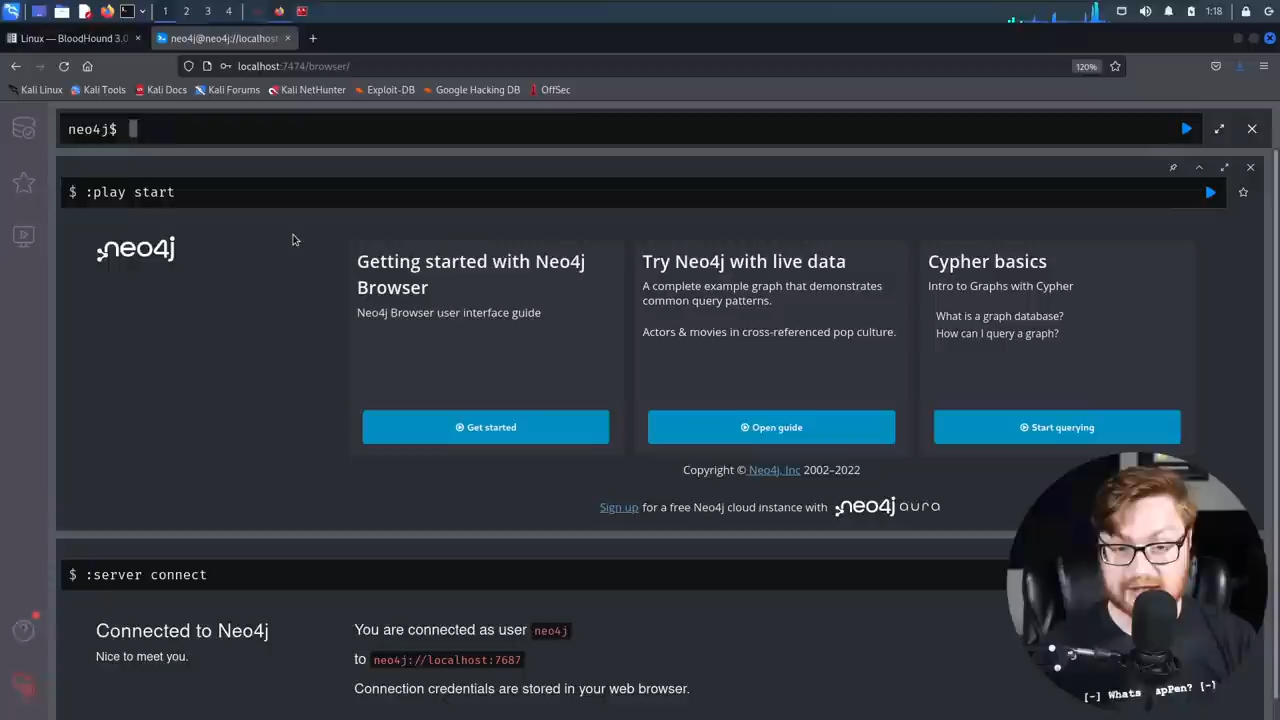 1 2 3 4 1:18
Linux — BloodHound 3.0 neo4j@neo4j://localhost
localhost:7474/browser/ 120%
Kali Linux Kali Tools Kali Docs Kali Forums Kali NetHunter Exploit-DB Google Hacking DB OffSec
neo4j$
$ :play start
neo4j
Getting started with Neo4j
Browser
Neo4j Browser user interface guide
Get started
Try Neo4j with live data
A complete example graph that demonstrates
common query patterns.
Actors & movies in cross-referenced pop culture.
Open guide
Cypher basics
Intro to Graphs with Cypher
What is a graph database?
How can I query a graph?
Start querying
Copyright © Neo4j, Inc 2002–2022
Sign up for a free Neo4j cloud instance with neo4j aura
$ :server connect
Connected to Neo4j
Nice to meet you.
You are connected as user neo4j
to neo4j://localhost:7687
Connection credentials are stored in your web browser.
[-] Whats apPen? [-]